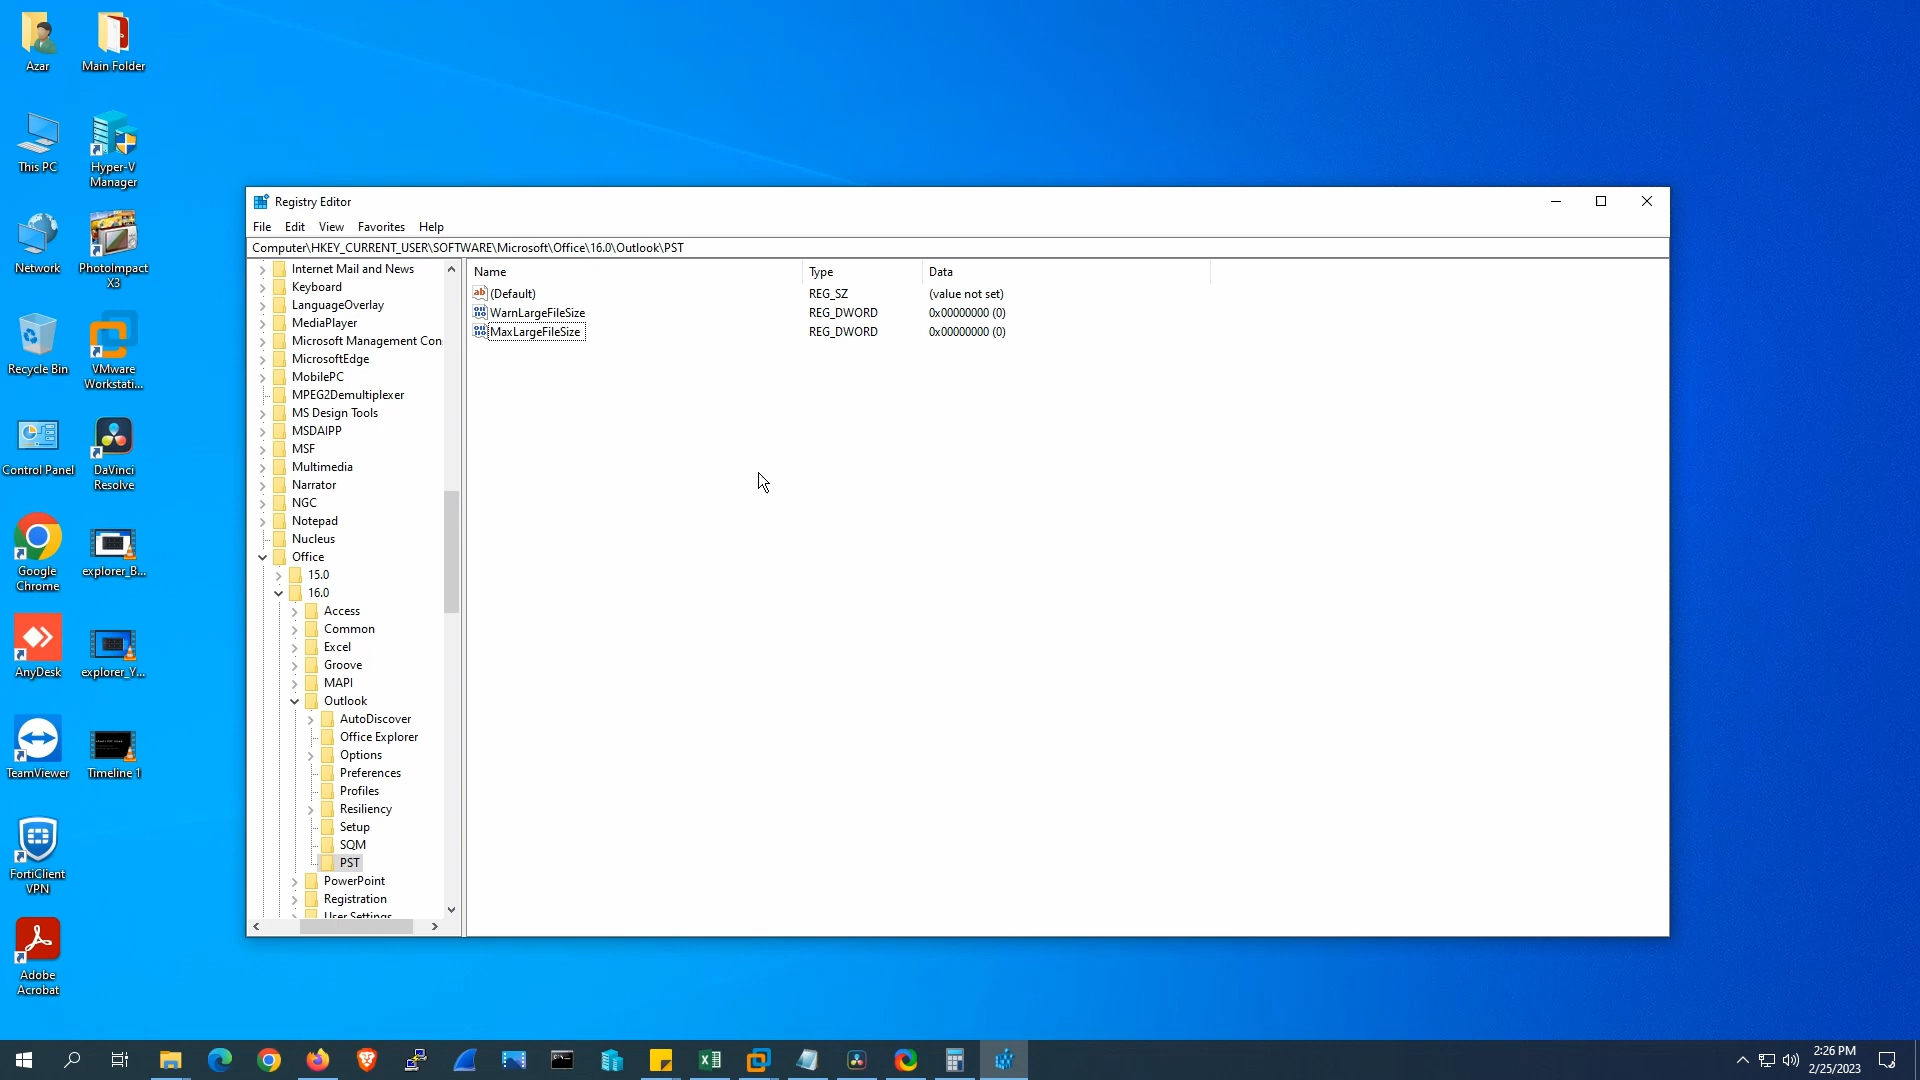 Azar
Main Folder
This PC
Hyper-V
Manager
Network
PhotoImpact
X3
Recycle Bin
VMware
Workstati...
Control Panel
DaVinci
Resolve
Google
Chrome
explorer_B...
AnyDesk
explorer_Y...
TeamViewer
Timeline 1
FortiClient
VPN
Adobe
Acrobat
Registry Editor
File Edit View Favorites Help
Computer\HKEY_CURRENT_USER\SOFTWARE\Microsoft\Office\16.0\Outlook\PST
Internet Mail and News
Keyboard
LanguageOverlay
MediaPlayer
Microsoft Management Con
MicrosoftEdge
MobilePC
MPEG2Demultiplexer
MS Design Tools
MSDAIPP
MSF
Multimedia
Narrator
NGC
Notepad
Nucleus
Office
15.0
16.0
Access
Common
Excel
Groove
MAPI
Outlook
AutoDiscover
Office Explorer
Options
Preferences
Profiles
Resiliency
Setup
SQM
PST
PowerPoint
Registration
User Settings
Name Type Data
(Default) REG_SZ (value not set)
WarnLargeFileSize REG_DWORD 0x00000000 (0)
MaxLargeFileSize REG_DWORD 0x00000000 (0)
2:26 PM
2/25/2023